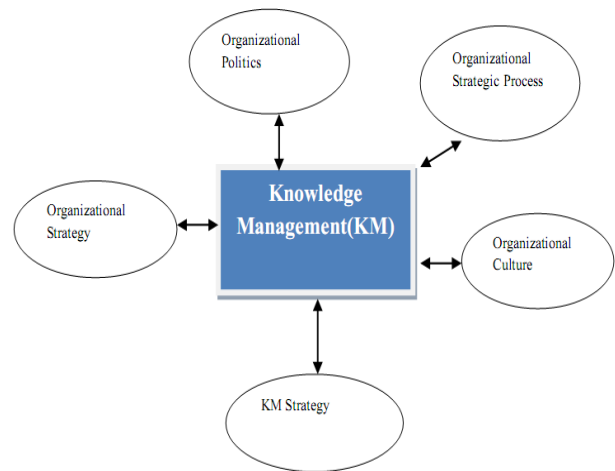 Organizational
Politics
Organizational
Strategic Process
Knowledge
Management(KM)
Organizational
Strategy
Organizational
Culture
KM Strategy